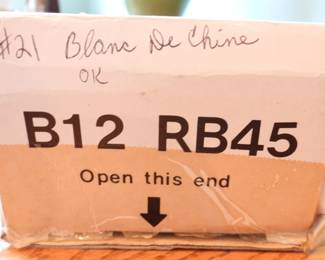 #21 Blanc De Chine
OK
B12 RB45
Open this end